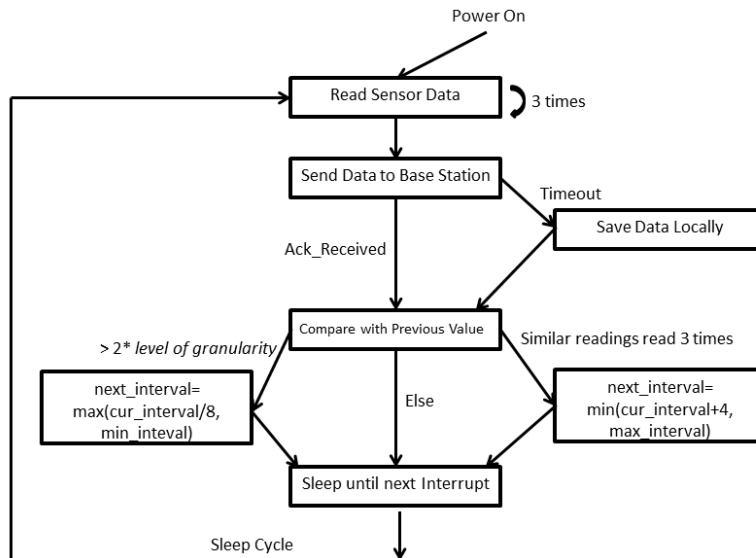 Power On
Read Sensor Data
3 times
Send Data to Base Station
Timeout
Save Data Locally
Ack_Received
Compare with Previous Value
> 2* level of granularity
Similar readings read 3 times
next_interval=
max(cur_interval/8,
min_inteval)
Else
next_interval=
min(cur_interval+4,
max_interval)
Sleep until next Interrupt
Sleep Cycle